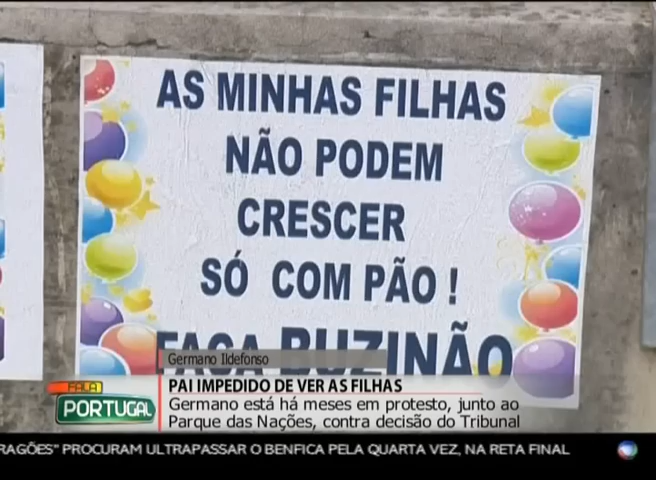 AS MINHAS FILHAS
NÃO PODEM
CRESCER
SÓ COM PÃO !
FAÇA BUZINÃO
Germano Ildefonso
FALA
PORTUGAL
PAI IMPEDIDO DE VER AS FILHAS
Germano está há meses em protesto, junto ao
Parque das Nações, contra decisão do Tribunal
RAGÕES" PROCURAM ULTRAPASSAR O BENFICA PELA QUARTA VEZ, NA RETA FINAL